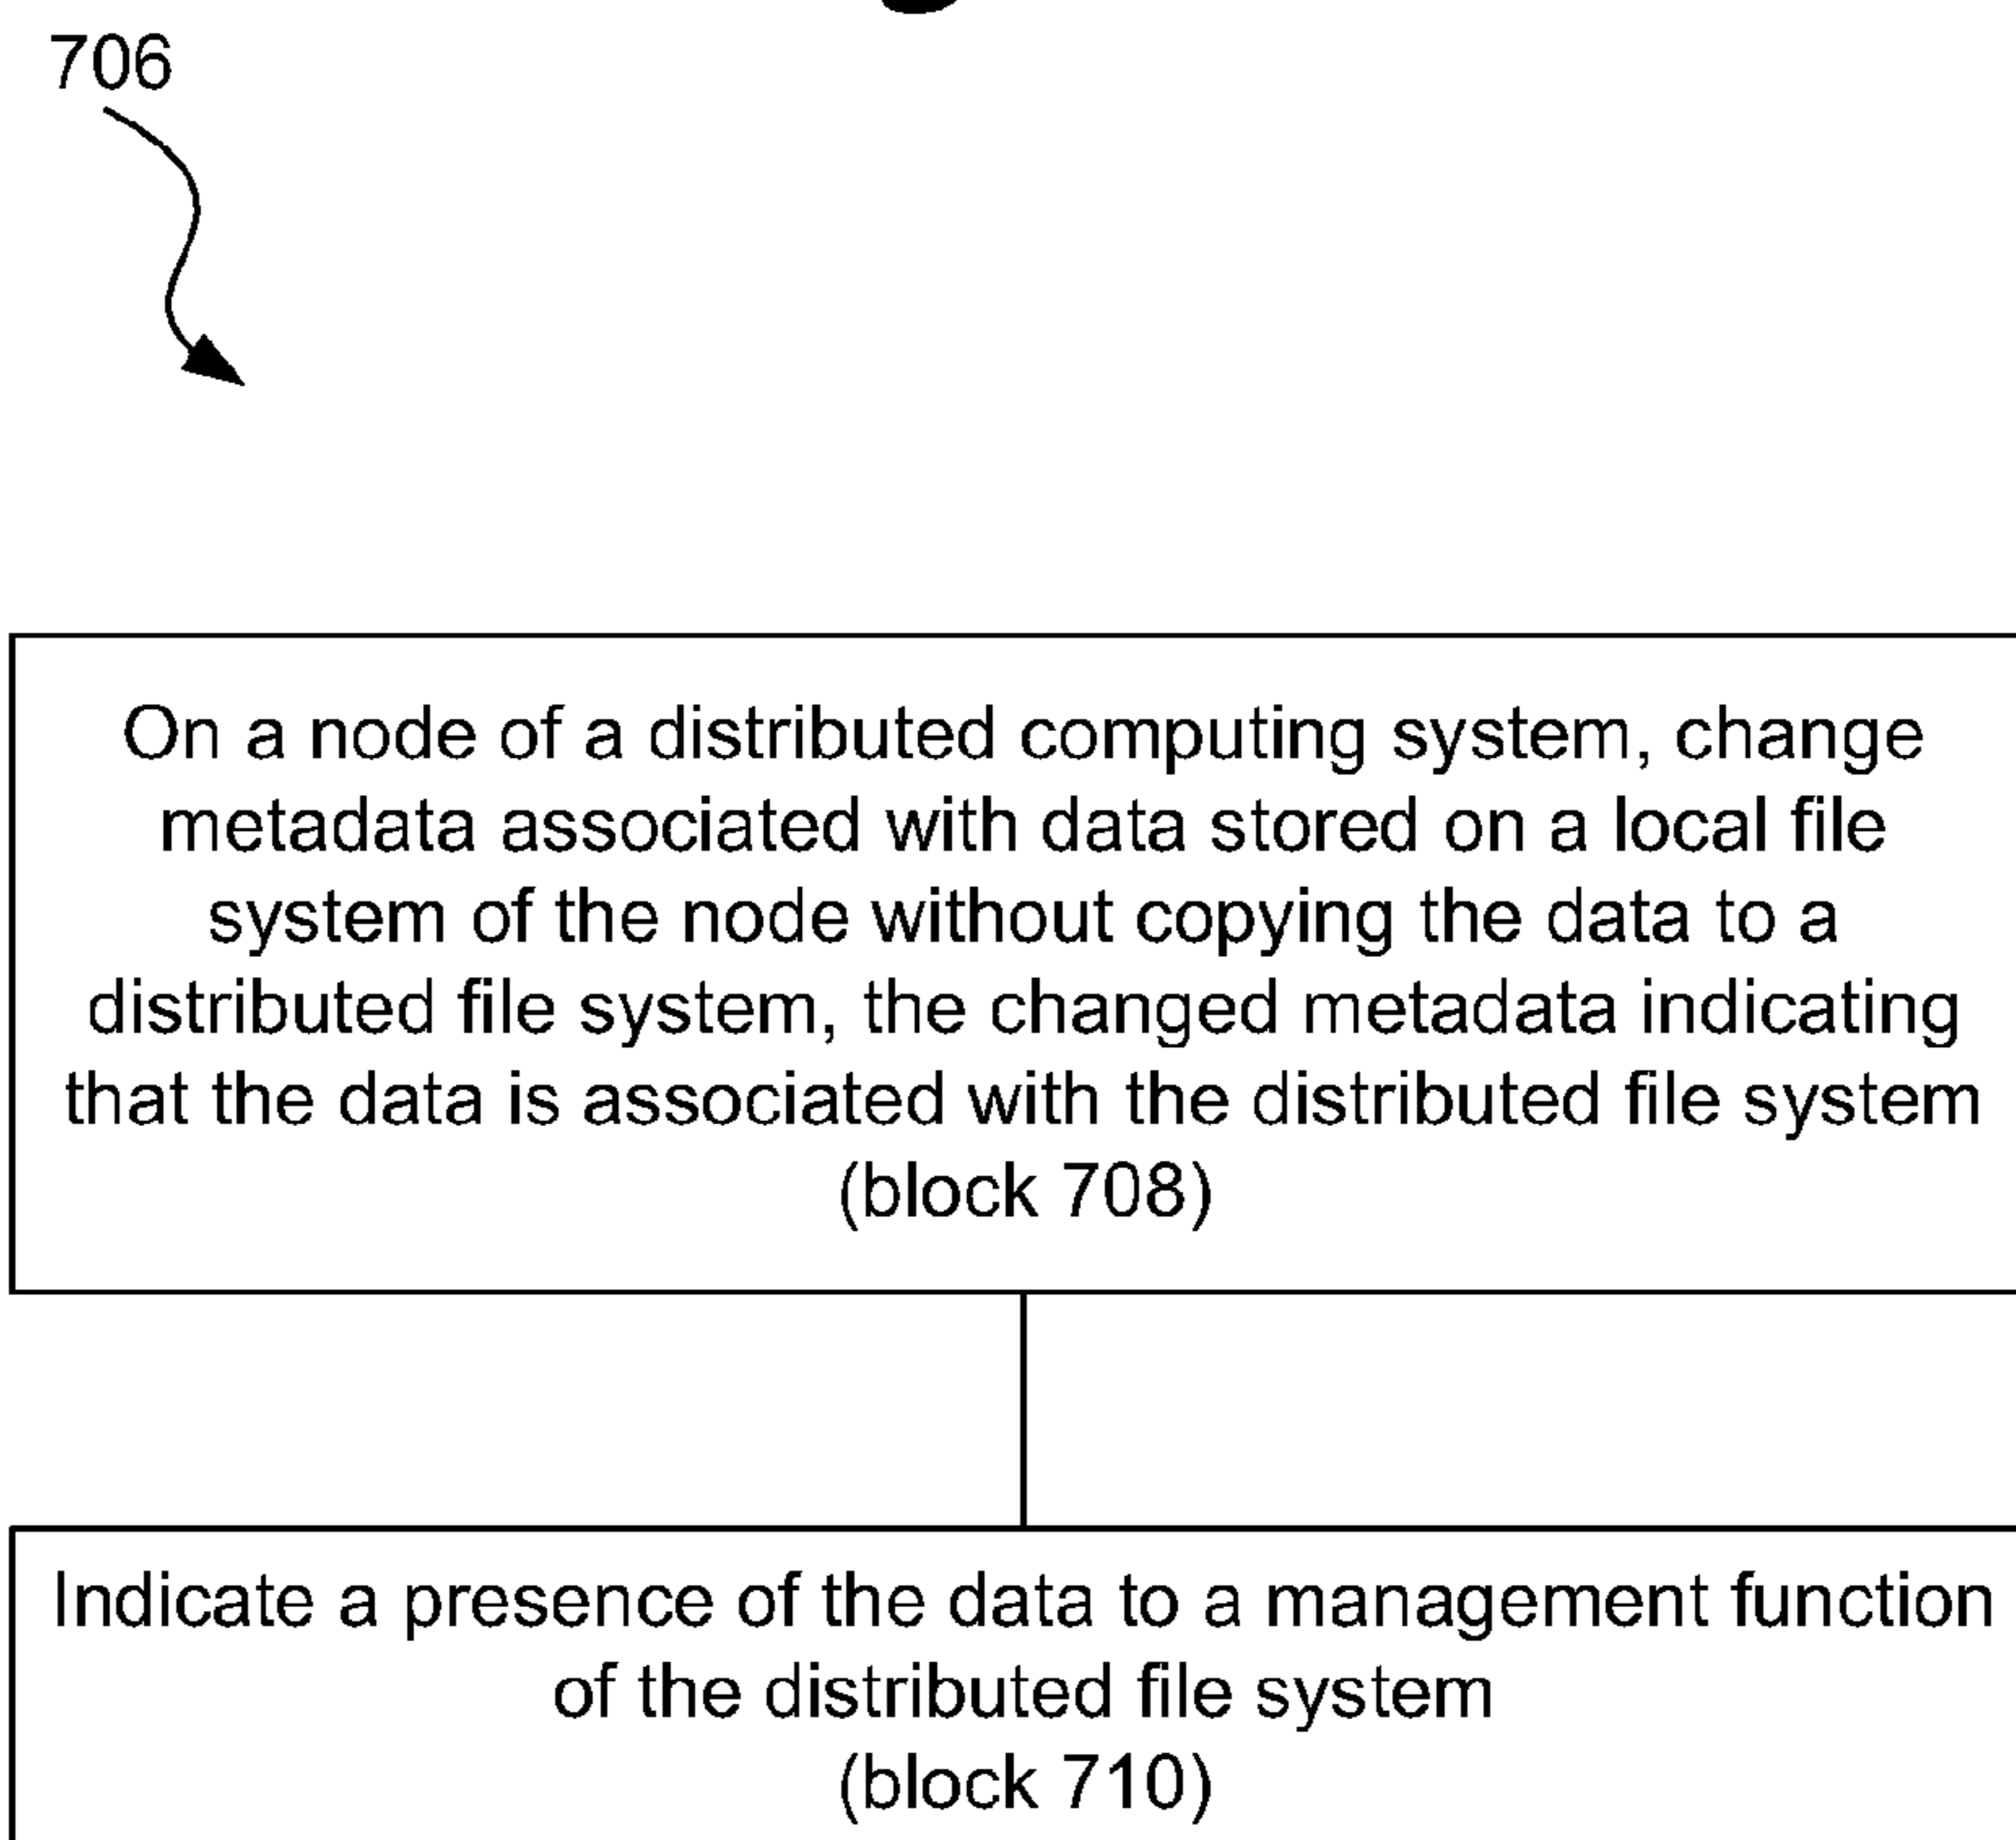 706
On a node of a distributed computing system, change
metadata associated with data stored on a local file
system of the node without copying the data to a
distributed file system, the changed metadata indicating
that the data is associated with the distributed file system
(block 708)
Indicate a presence of the data to a management function
of the distributed file system
(block 710)